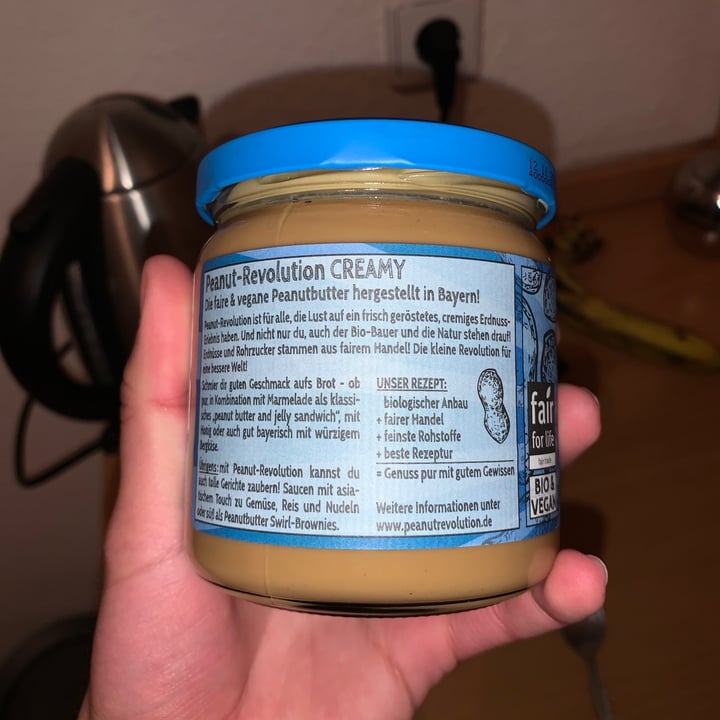 Peanut-Revolution CREAMY
Die faire & vegane Peanutbutter hergestellt in Bayern!
Peanut-Revolution ist für alle, die Lust auf ein frisch geröstetes, cremiges Erdnuss-
Erlebnis haben. Und nicht nur du, auch der Bio-Bauer und die Natur stehen drauf!
Erdnüsse und Rohrzucker stammen aus fairem Handel! Die kleine Revolution für
eine bessere Welt!
Schmier dir guten Geschmack aufs Brot - ob
pur, in Kombination mit Marmelade als klassi-
sches „peanut butter and jelly sandwich", mit
Honig oder auch gut bayerisch mit würzigem
Bergkäse.
Übrigens: mit Peanut-Revolution kannst du
auch tolle Gerichte zaubern! Saucen mit asia-
tischem Touch zu Gemüse, Reis und Nudeln
oder süß als Peanutbutter Swirl-Brownies.
UNSER REZEPT:
biologischer Anbau
+ fairer Handel
+ feinste Rohstoffe
+ beste Rezeptur
= Genuss pur mit gutem Gewissen
Weitere Informationen unter
www.peanutrevolution.de
fair
for life
fair trade
BIO &
VEGAN